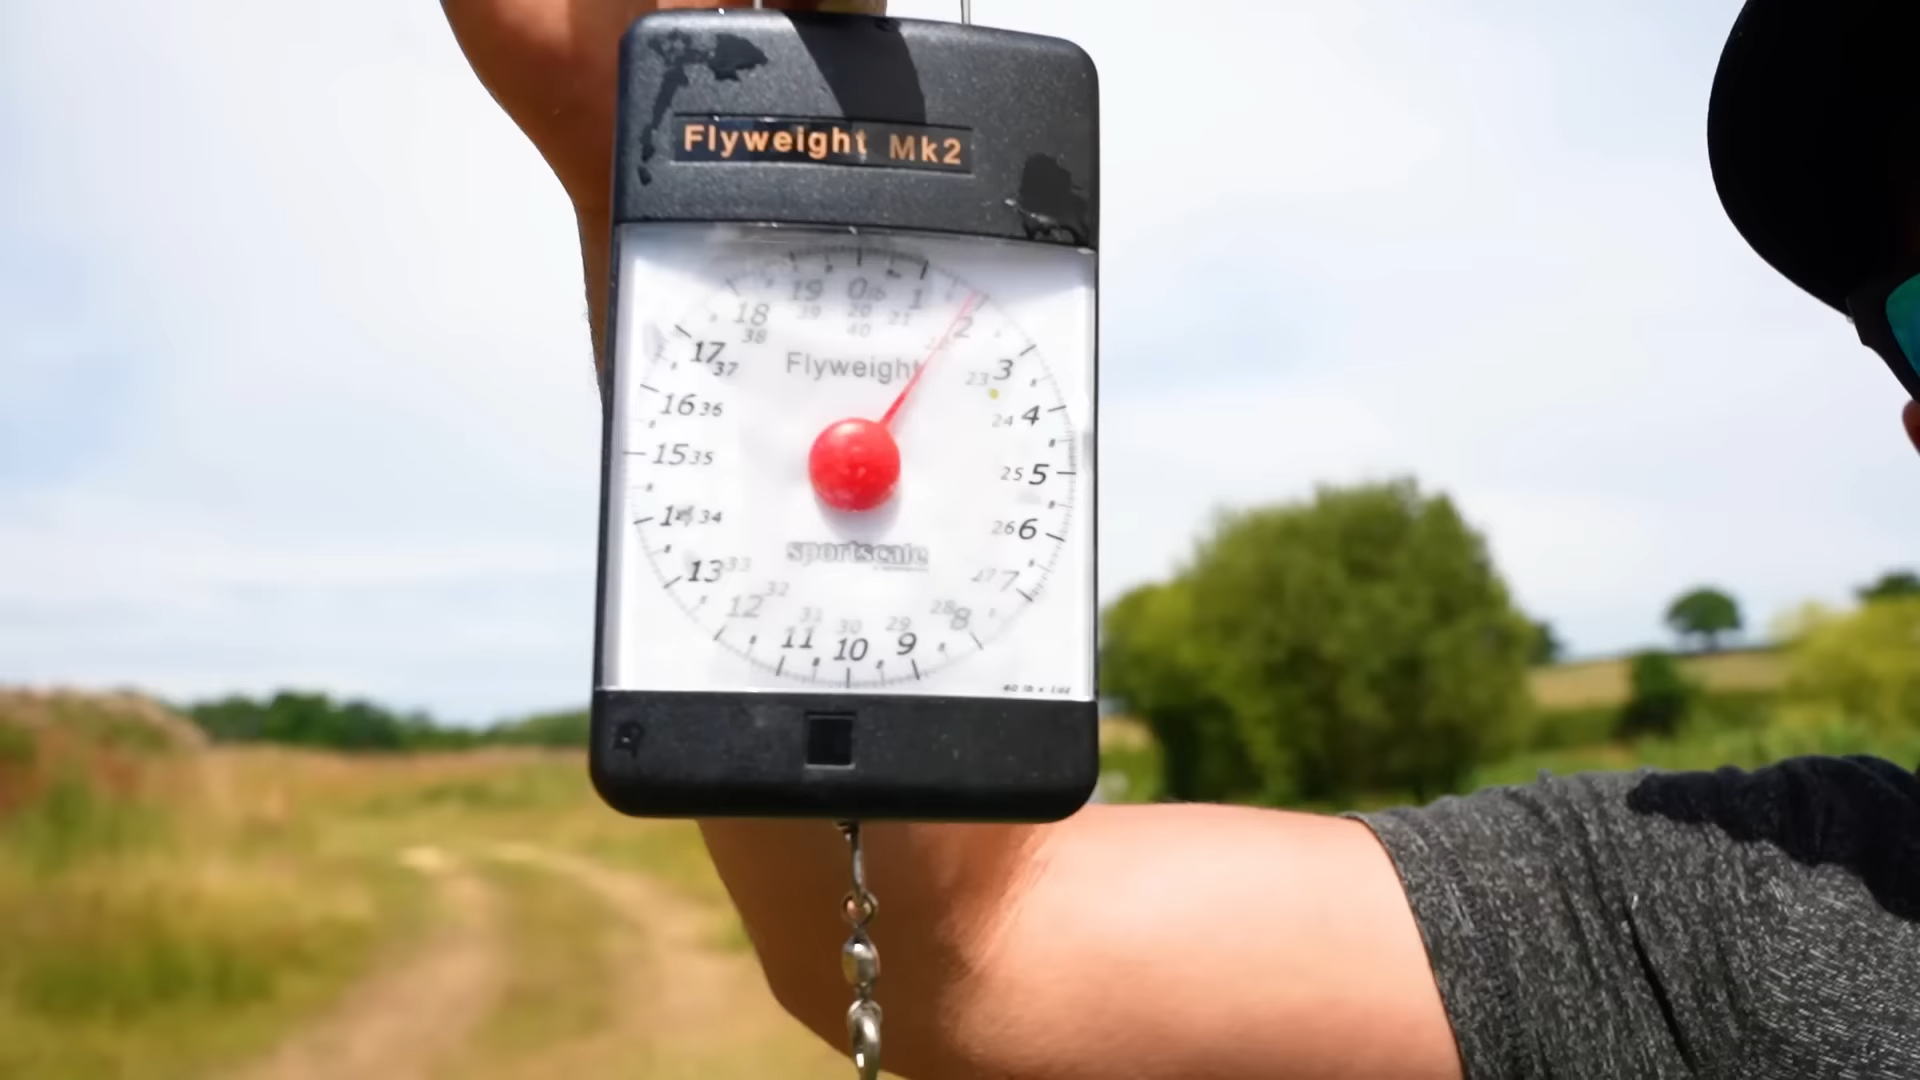 Flyweight Mk2
19 0 lb 1
39 20 21
18 2
38 40
17 37 Flyweight 23 3
16 36 24 4
15 35 25 5
34 26 6
13 33 sportscale 27 7
12 32 28 8
11 31 30 29 9
10